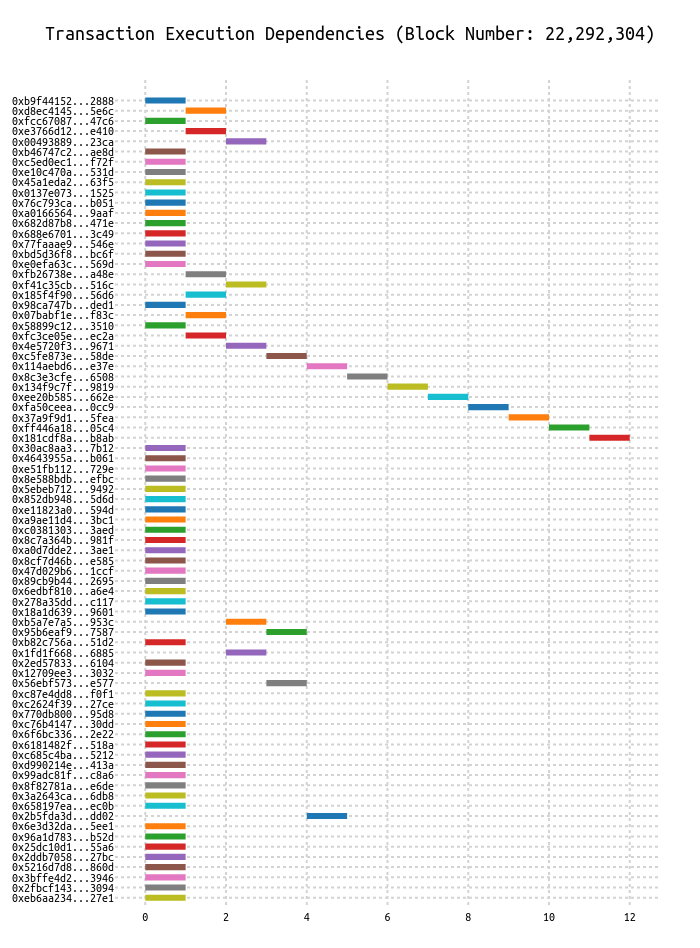 Transaction Execution Dependencies (Block Number: 22,292,304)
0xb9f44152...2888
0xd8ec4145...5e6c
0xfcc67087...47c6
0xe3766d12...e410
0x00493889...23ca
0xb46747c2...ae8d
0xc5ed0ec1...f72f
0xe10c470a...531d
0x45a1eda2...63f5
0x0137e073...1525
0x76c793ca...b051
0xa0166564...9aaf
0x682d87b8...471e
0x688e6701...3c49
0x77faaae9...546e
0xbd5d36f8...bc6f
0xe0efa63c...569d
0xfb26738e...a48e
0xf41c35cb...516c
0x185f4f90...56d6
0x98ca747b...ded1
0x07babf1e...f83c
0x58899c12...3510
0xfc3ce05e...ec2a
0x4e5720f3...9671
0xc5fe873e...58de
0x114aebd6...e37e
0x8c3e3cfe...6508
0x134f9c7f...9819
0xee20b585...662e
0xfa50ceea...0cc9
0x37a9f9d1...5fea
0xff446a18...05c4
0x181cdf8a...b8ab
0x30ac8aa3...7b12
0x4643955a...b061
0xe51fb112...729e
0x8e588bdb...efbc
0x5ebeb712...9492
0x852db948...5d6d
0xe11823a0...594d
0xa9ae11d4...3bc1
0xc0381303...3aed
0x8c7a364b...981f
0xa0d7dde2...3ae1
0x8cf7d46b...e585
0x47d029b6...1ccf
0x89cb9b44...2695
0x6edbf810...a6e4
0x278a35dd...c117
0x18a1d639...9601
0xb5a7e7a5...953c
0x95b6eaf9...7587
0xb82c756a...51d2
0x1fd1f668...6885
0x2ed57833...6104
0x12709ee3...3032
0x56ebf573...e577
0xc87e4dd8...f0f1
0xc2624f39...27ce
0x770db800...95d8
0xc76b4147...30dd
0x6f6bc336...2e22
0x6181482f...518a
0xc685c4ba...5212
0xd990214e...413a
0x99adc81f...c8a6
0x8f82781a...e6de
0x3a2643ca...6db8
0x658197ea...ec0b
0x2b5fda3d...dd02
0x6e3d32da...5ee1
0x96a1d783...b52d
0x25dc10d1...55a6
0x2ddb7058...27bc
0x5216d7d8...860d
0x3bffe4d2...3946
0x2fbcf143...3094
0xeb6aa234...27e1
0 2 4 6 8 10 12